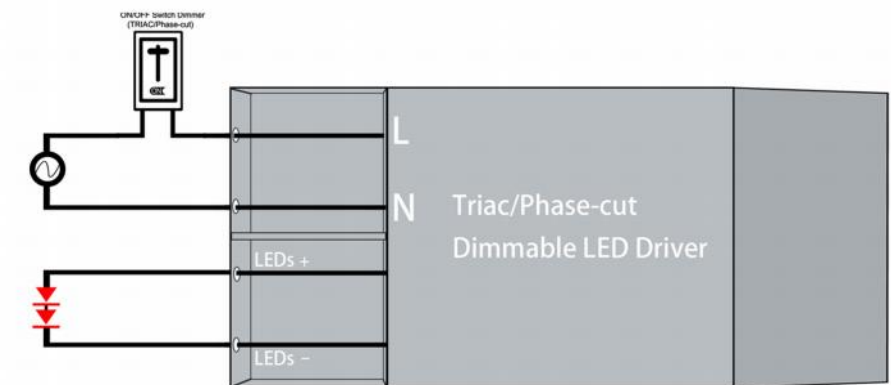 ON/OFF Switch Dimmer
(TRIAC/Phase-cut)
L
N
Triac/Phase-cut
Dimmable LED Driver
LEDs +
LEDs –